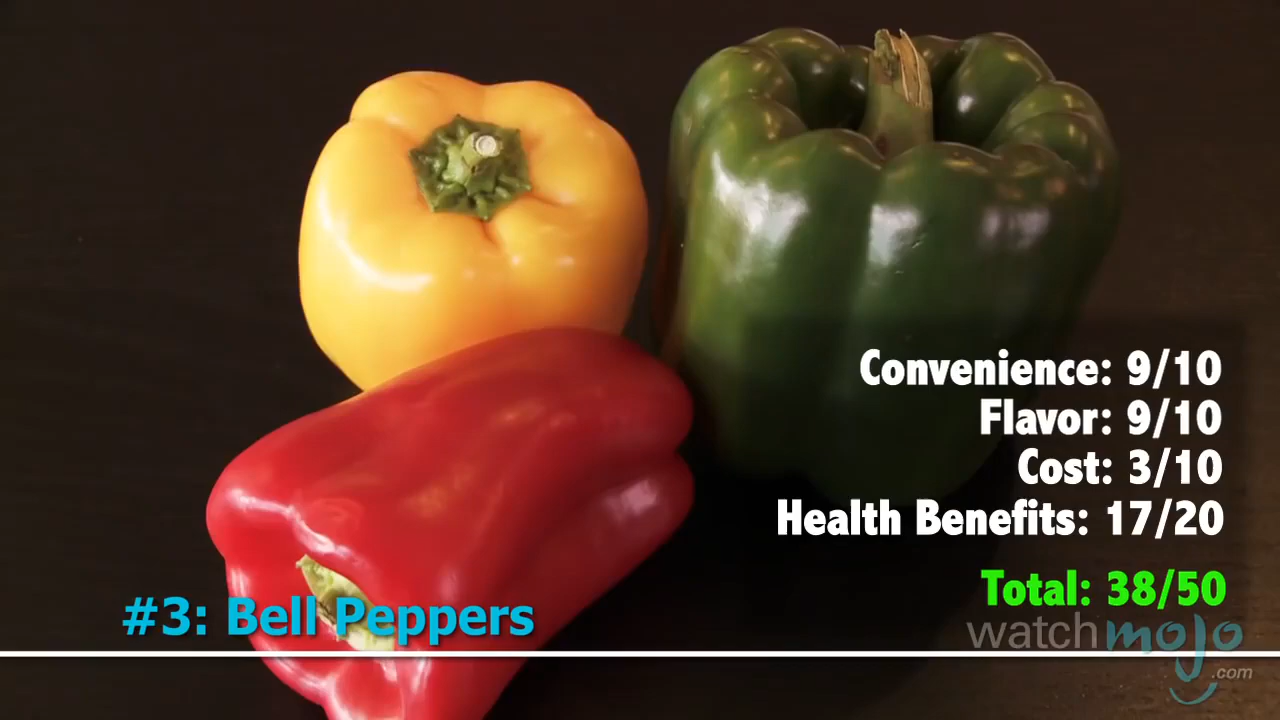 Convenience: 9/10
Flavor: 9/10
Cost: 3/10
Health Benefits: 17/20
Total: 38/50
#3: Bell Peppers
watchmojo
.com